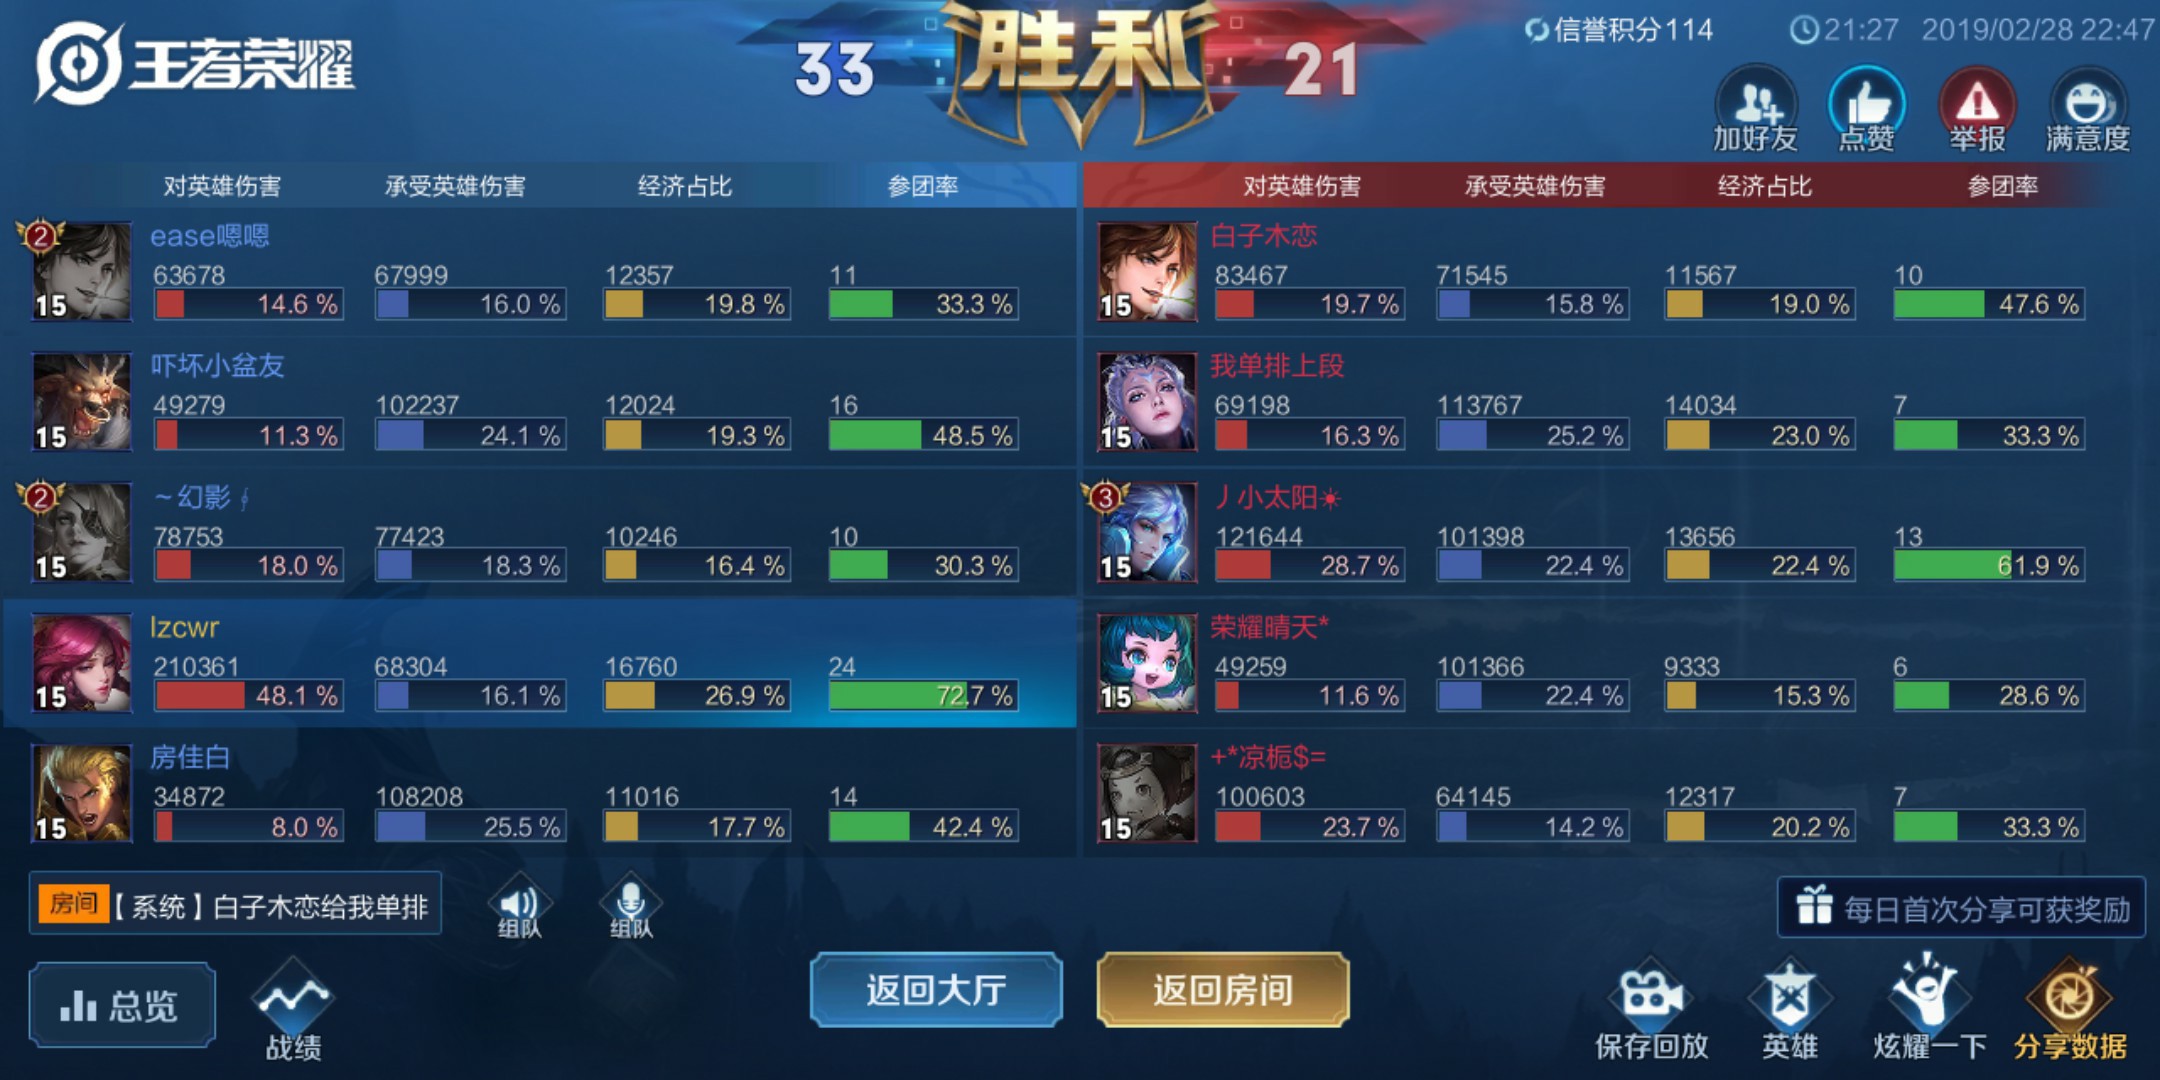 王者荣耀
33 胜利 21
信誉积分114 21:27 2019/02/28 22:47
加好友 点赞 举报 满意度
对英雄伤害 承受英雄伤害 经济占比 参团率
2
ease嗯嗯
63678 67999 12357 11
15 14.6 % 16.0 % 19.8 % 33.3 %
吓坏小盆友
49279 102237 12024 16
15 11.3 % 24.1 % 19.3 % 48.5 %
2
~幻影∮
78753 77423 10246 10
15 18.0 % 18.3 % 16.4 % 30.3 %
lzcwr
210361 68304 16760 24
15 48.1 % 16.1 % 26.9 % 72.7 %
房佳白
34872 108208 11016 14
15 8.0 % 25.5 % 17.7 % 42.4 %
对英雄伤害 承受英雄伤害 经济占比 参团率
白子木恋
83467 71545 11567 10
15 19.7 % 15.8 % 19.0 % 47.6 %
我单排上段
69198 113767 14034 7
15 16.3 % 25.2 % 23.0 % 33.3 %
3
丿小太阳☀
121644 101398 13656 13
15 28.7 % 22.4 % 22.4 % 61.9 %
荣耀晴天*
49259 101366 9333 6
15 11.6 % 22.4 % 15.3 % 28.6 %
+*凉栀$=
100603 64145 12317 7
15 23.7 % 14.2 % 20.2 % 33.3 %
房间【系统】白子木恋给我单排
组队 组队
每日首次分享可获奖励
总览 战绩 返回大厅 返回房间 保存回放 英雄 炫耀一下 分享数据